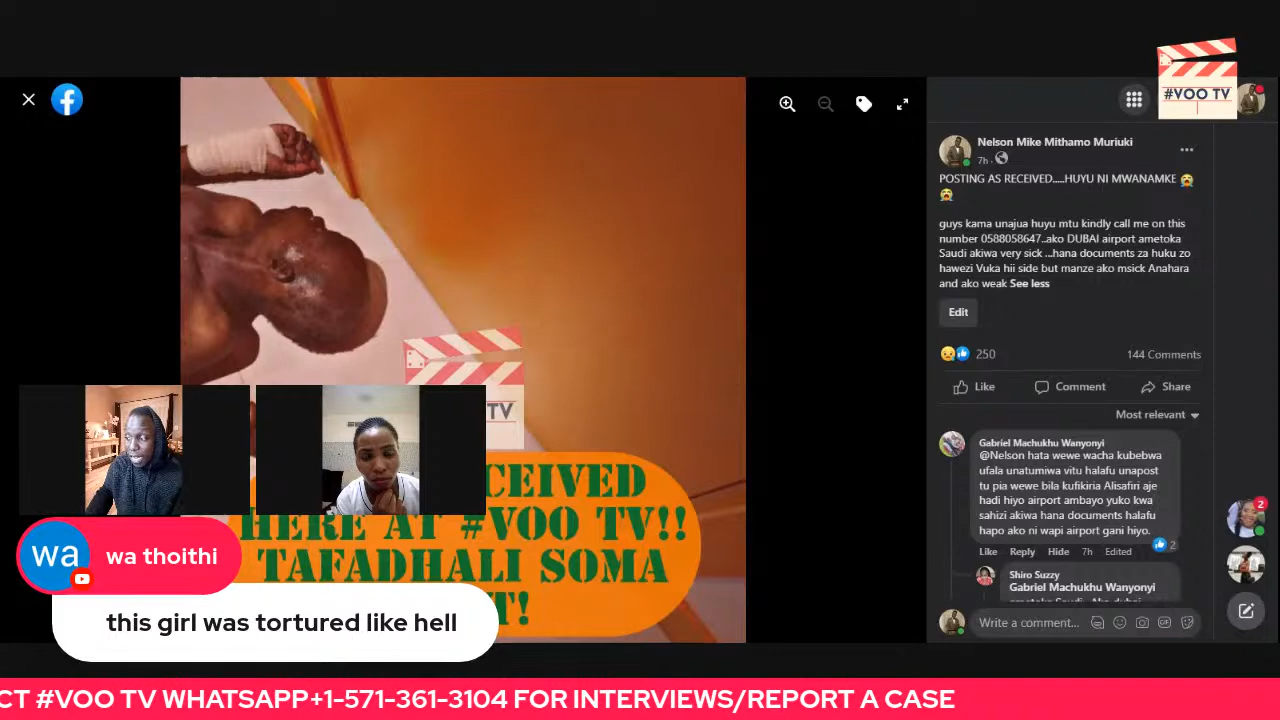 #VOO TV
Nelson Mike Mithamo Muriuki
7h
POSTING AS RECEIVED.....HUYU NI MWANAMKE 😭
😭
guys kama unajua huyu mtu kindly call me on this
number 0588058647..ako DUBAI airport ametoka
Saudi akiwa very sick ...hana documents za huku zo
hawezi Vuka hii side but manze ako msick Anahara
and ako weak See less
Edit
250
144 Comments
Like
Comment
Share
Most relevant
Gabriel Machukhu Wanyonyi
@Nelson hata wewe wacha kubebwa
ufala unatumiwa vitu halafu unapost
tu pia wewe bila kufikiria Alisafiri aje
hadi hiyo airport ambayo yuko kwa
sahizi akiwa hana documents halafu
hapo ako ni wapi airport gani hiyo.
Like Reply Hide 7h Edited
2
Shiro Suzzy
Gabriel Machukhu Wanyonyi
Write a comment...
GIF
2
TV
CEIVED
HERE AT #VOO TV!!
TAFADHALI SOMA
T!
wa
wa thoithi
this girl was tortured like hell
CT #VOO TV WHATSAPP+1-571-361-3104 FOR INTERVIEWS/REPORT A CASE